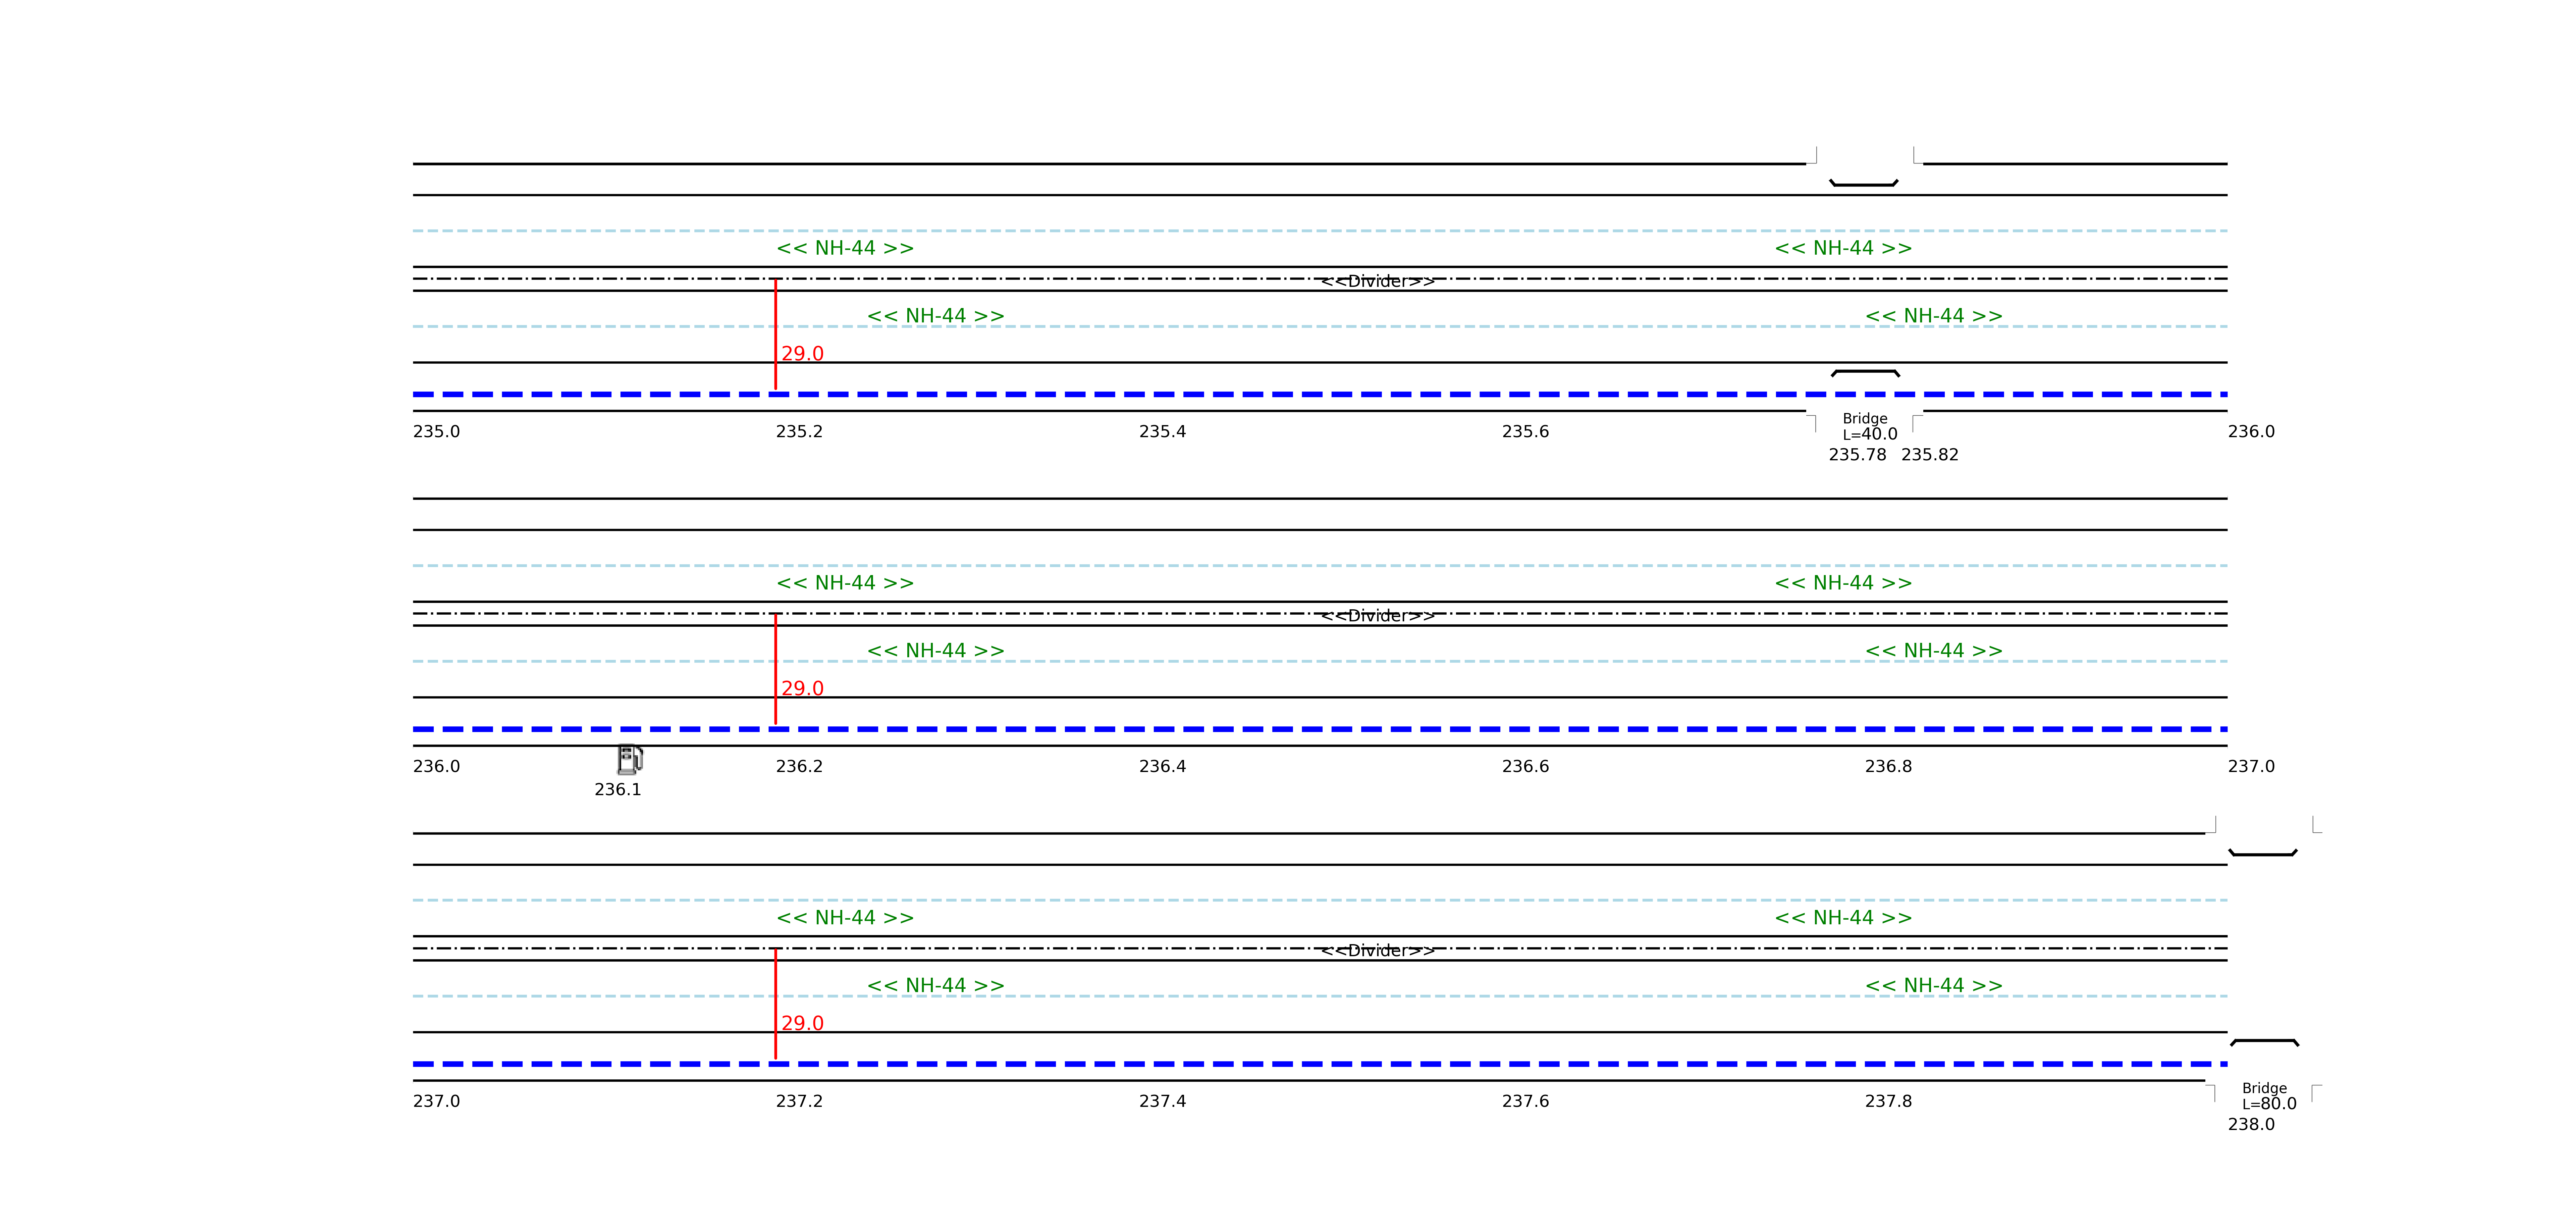 << NH-44 >> << NH-44 >>
<<Divider>>
<< NH-44 >> << NH-44 >>
29.0
Bridge
L=40.0
235.0 235.2 235.4 235.6 236.0
235.78 235.82
<< NH-44 >> << NH-44 >>
<<Divider>>
<< NH-44 >> << NH-44 >>
29.0
236.0 236.2 236.4 236.6 236.8 237.0
236.1
<< NH-44 >> << NH-44 >>
<<Divider>>
<< NH-44 >> << NH-44 >>
29.0
Bridge
L=80.0
237.0 237.2 237.4 237.6 237.8
238.0